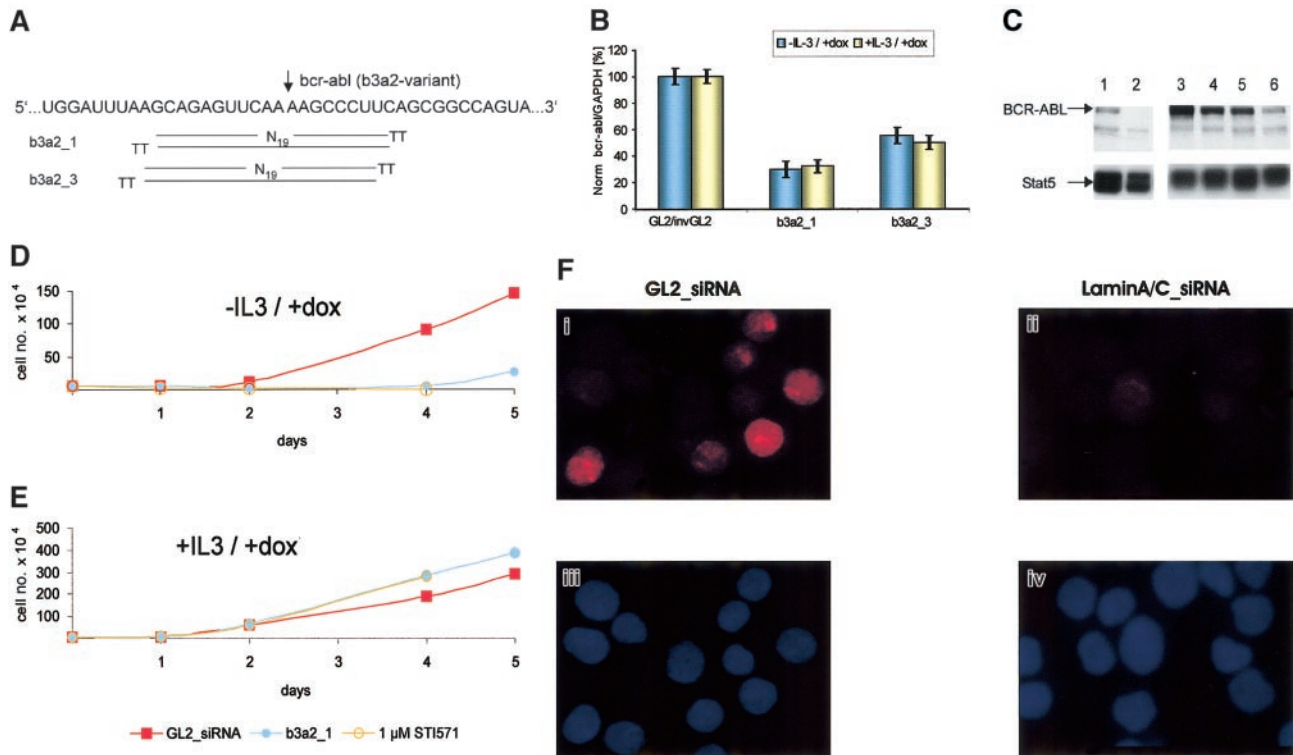 A
bcr-abl (b3a2-variant)
5'...UGGAUUUAAGCAGAGUUCAA AAGCCCUUCAGCGGCCAGUA...3'
b3a2_1
TT
N19
TT
b3a2_3
TT
N19
TT
B
-IL-3 / +dox
+IL-3 / +dox
Norm bcr-abl/GAPDH [%]
120
100
80
60
40
20
0
GL2/invGL2
b3a2_1
b3a2_3
C
1 2 3 4 5 6
BCR-ABL
Stat5
D
-IL3 / +dox
cell no. x 10^4
150
100
50
1 2 3 4 5
days
E
+IL3 / +dox
cell no. x 10^4
500
400
300
200
100
1 2 3 4 5
days
GL2_siRNA
b3a2_1
1 µM STI571
F
GL2_siRNA
LaminA/C_siRNA
i
ii
iii
iv